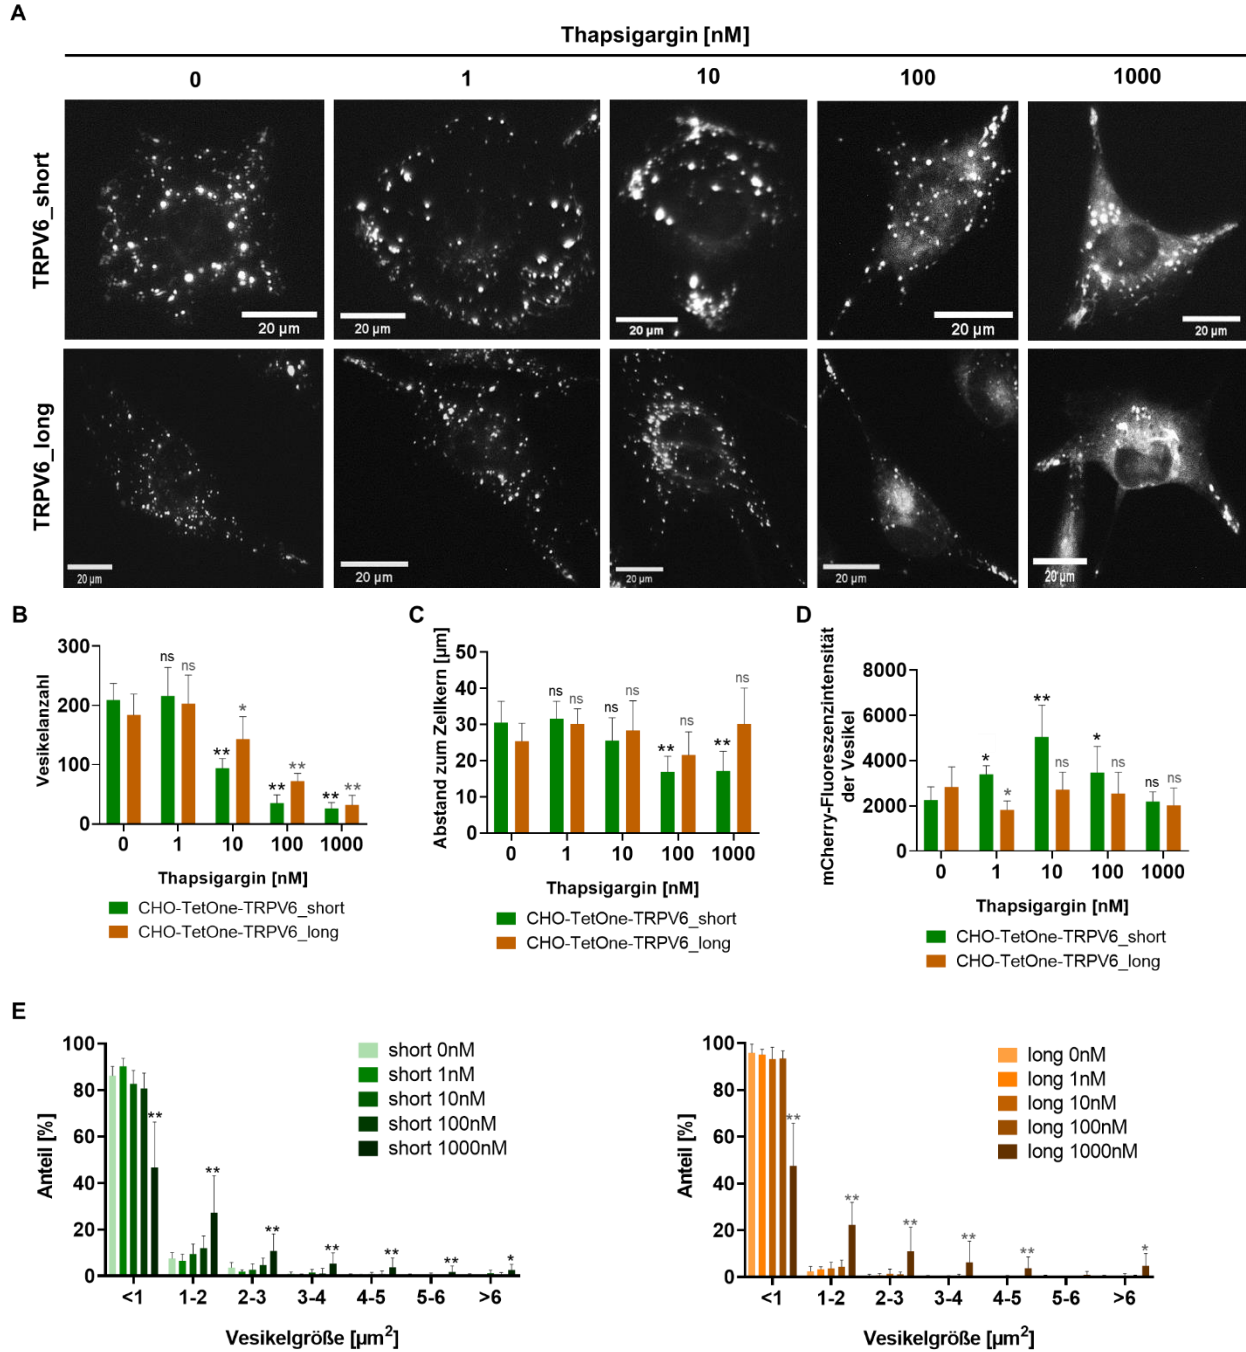 A
Thapsigargin [nM]
0 1 10 100 1000
TRPV6_short
20 µm 20 µm 20 µm 20 µm 20 µm
TRPV6_long
20 µm 20 µm 20 µm 20 µm 20 µm
B
Vesikelanzahl
300
200
100
0
ns ns
** *
** **
** **
0 1 10 100 1000
Thapsigargin [nM]
CHO-TetOne-TRPV6_short
CHO-TetOne-TRPV6_long
C
Abstand zum Zellkern [µm]
50
40
30
20
10
0
ns ns
ns ns
** ns
** ns
0 1 10 100 1000
Thapsigargin [nM]
CHO-TetOne-TRPV6_short
CHO-TetOne-TRPV6_long
D
mCherry-Fluoreszenzintensität
der Vesikel
8000
6000
4000
2000
0
* *
** ns
* ns
ns ns
0 1 10 100 1000
Thapsigargin [nM]
CHO-TetOne-TRPV6_short
CHO-TetOne-TRPV6_long
E
Anteil [%]
100
80
60
40
20
0
short 0nM
short 1nM
short 10nM
short 100nM
short 1000nM
** ** ** ** ** ** *
<1 1-2 2-3 3-4 4-5 5-6 >6
Vesikelgröße [µm²]
Anteil [%]
100
80
60
40
20
0
long 0nM
long 1nM
long 10nM
long 100nM
long 1000nM
** ** ** ** ** *
<1 1-2 2-3 3-4 4-5 5-6 >6
Vesikelgröße [µm²]